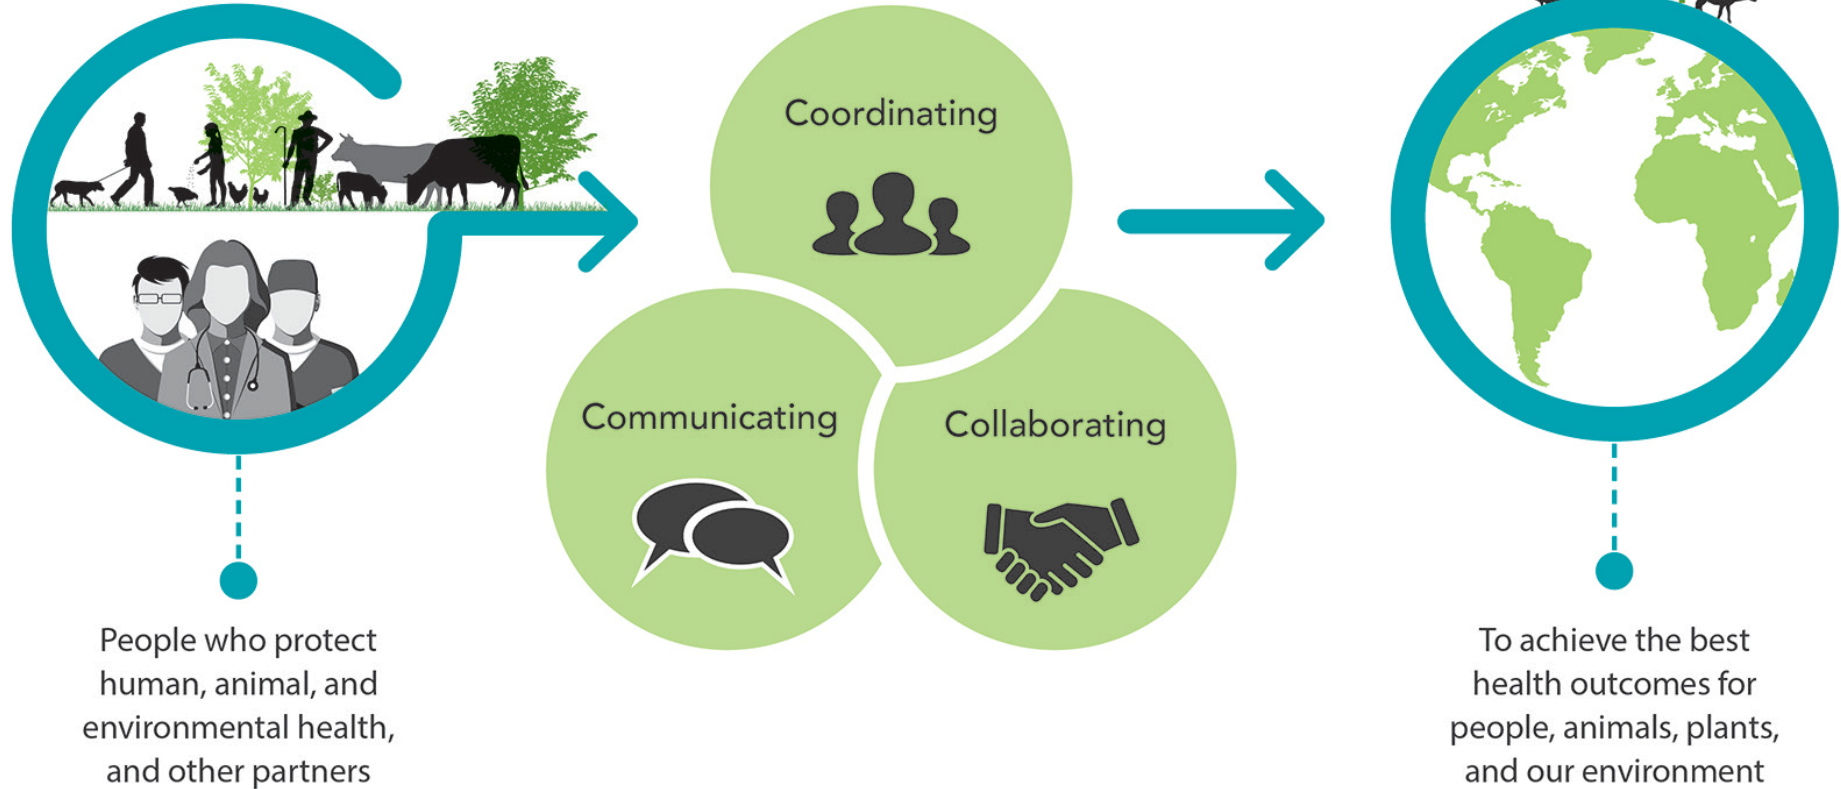 Coordinating
Communicating
Collaborating
People who protect
human, animal, and
environmental health,
and other partners
To achieve the best
health outcomes for
people, animals, plants,
and our environment